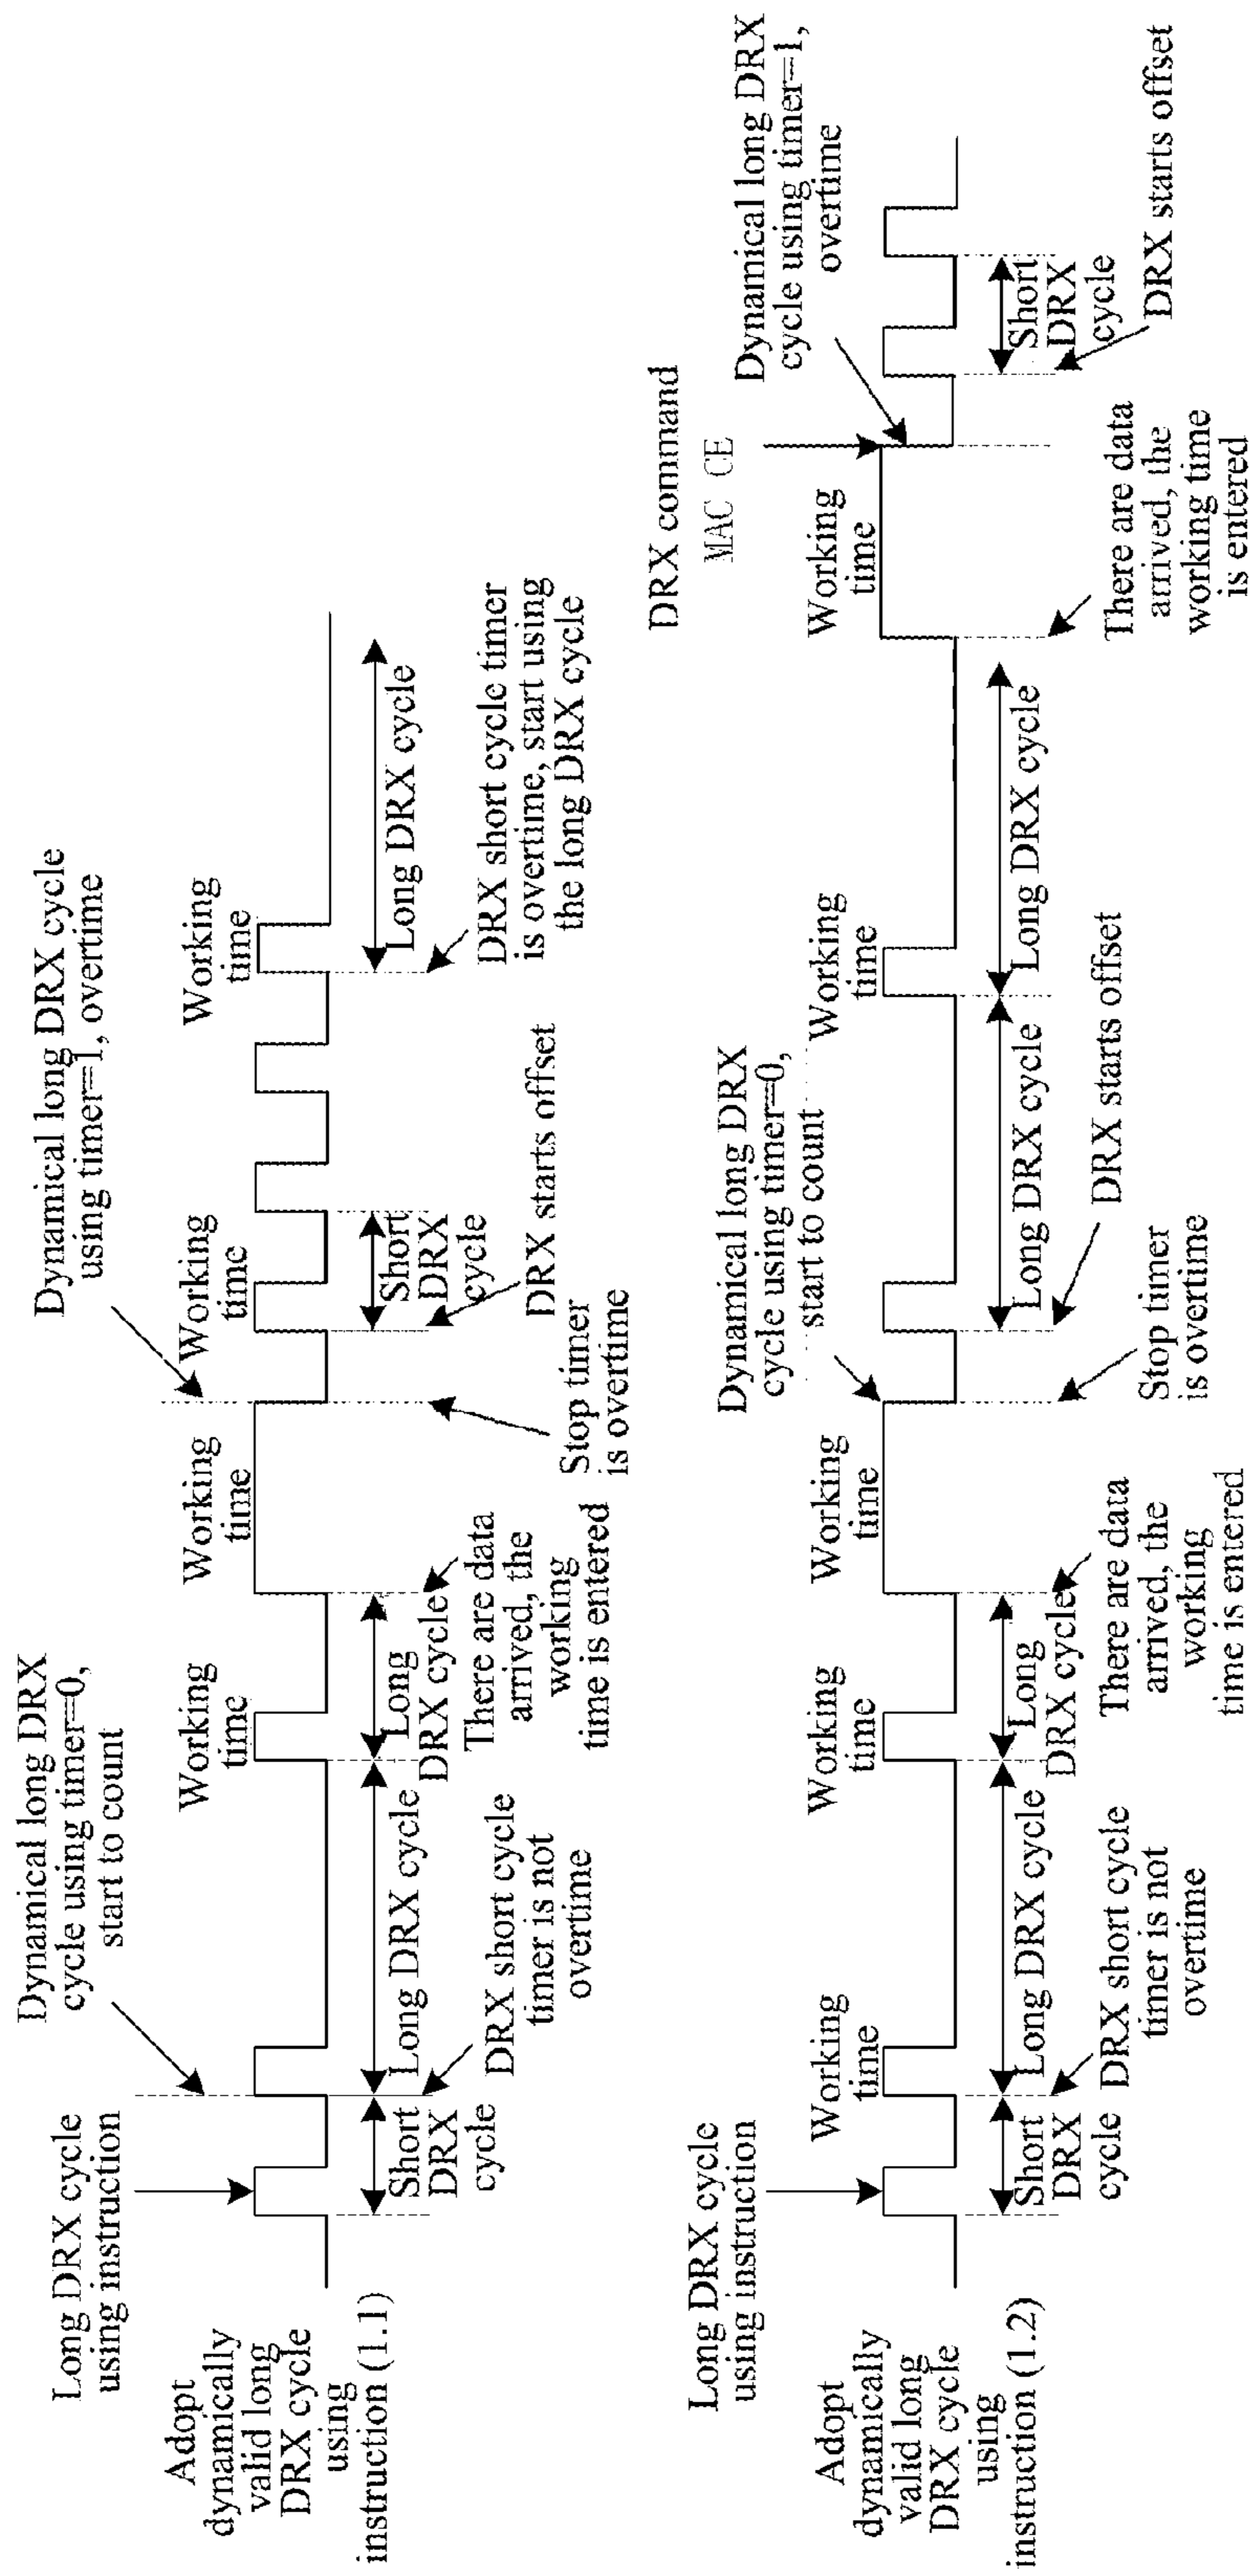 Adopt
dynamically
valid long
DRX cycle
using
instruction (1.1)
Long DRX cycle
using instruction
Dynamical long DRX
cycle using timer=0,
start to count
Dynamical long DRX cycle
using timer=1, overtime
Working
time
Working
time
Working
time
Working
time
Short
DRX
cycle
Long DRX cycle
Long
DRX cycle
Short
DRX
cycle
Long DRX cycle
DRX short cycle
timer is not
overtime
There are data
arrived, the
working
time is entered
Stop timer
is overtime
DRX starts offset
DRX short cycle timer
is overtime, start using
the long DRX cycle
Adopt
dynamically
valid long
DRX cycle
using
instruction (1.2)
Long DRX cycle
using instruction
Dynamical long DRX
cycle using timer=0,
start to count
DRX command
MAC CE
Dynamical long DRX
cycle using timer=1,
overtime
Working
time
Working
time
Working
time
Working
time
Working
time
Short
DRX
cycle
Long DRX cycle
Long
DRX cycle
Long DRX cycle
Long DRX cycle
Short
DRX
cycle
DRX short cycle
timer is not
overtime
There are data
arrived, the
working
time is entered
Stop timer
is overtime
DRX starts offset
There are data
arrived, the
working time
is entered
DRX starts offset